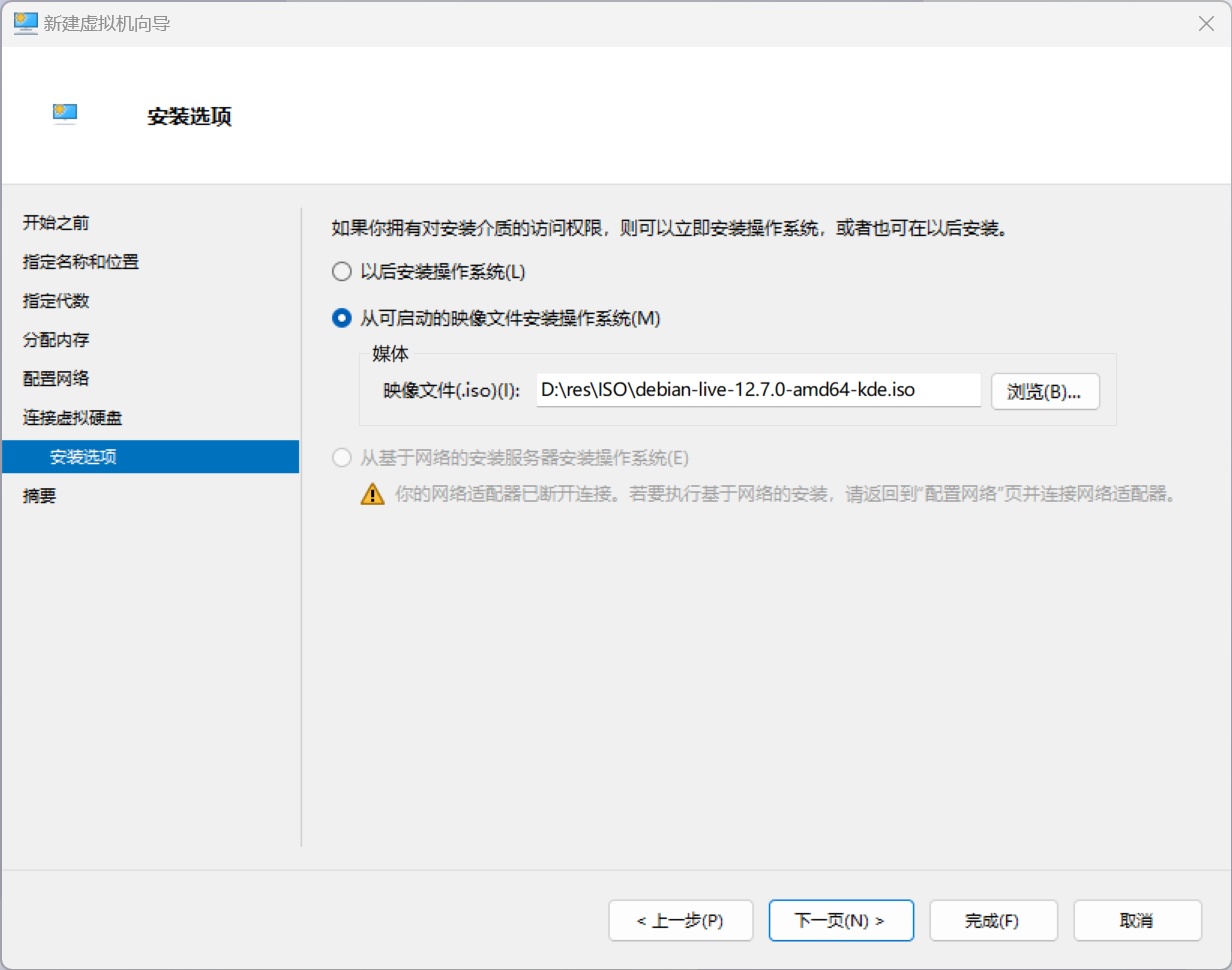 新建虚拟机向导
安装选项
开始之前
指定名称和位置
指定代数
分配内存
配置网络
连接虚拟硬盘
安装选项
摘要
如果你拥有对安装介质的访问权限，则可以立即安装操作系统，或者也可在以后安装。
以后安装操作系统(L)
从可启动的映像文件安装操作系统(M)
媒体
映像文件(.iso)(I): D:\res\ISO\debian-live-12.7.0-amd64-kde.iso 浏览(B)...
从基于网络的安装服务器安装操作系统(E)
你的网络适配器已断开连接。若要执行基于网络的安装，请返回到“配置网络”页并连接网络适配器。
< 上一步(P) 下一页(N) > 完成(F) 取消